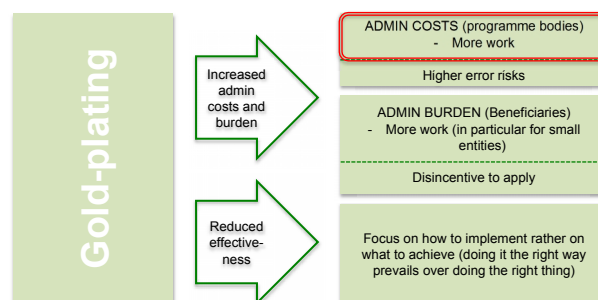 Gold-plating
Increased
admin
costs and
burden
ADMIN COSTS (programme bodies)
- More work
Higher error risks
ADMIN BURDEN (Beneficiaries)
- More work (in particular for small
entities)
Disincentive to apply
Reduced
effective-
ness
Focus on how to implement rather on
what to achieve (doing it the right way
prevails over doing the right thing)